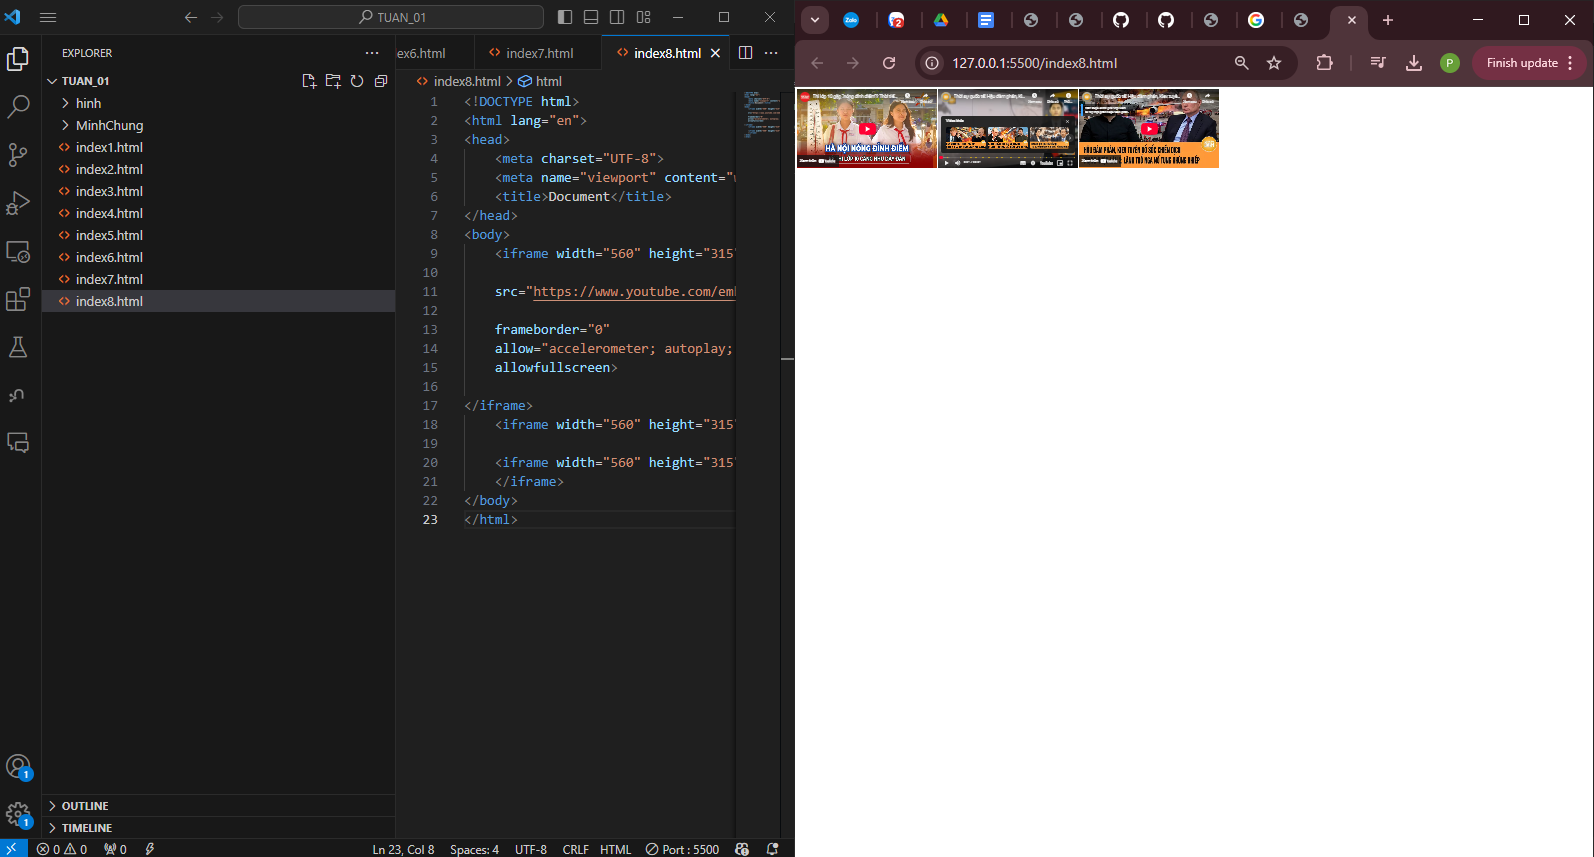 TUAN_01
EXPLORER
TUAN_01
hinh
MinhChung
index1.html
index2.html
index3.html
index4.html
index5.html
index6.html
index7.html
index8.html
OUTLINE
TIMELINE
1
1
ex6.html
index7.html
index8.html
index8.html > html
1 <!DOCTYPE html>
2 <html lang="en">
3 <head>
4 <meta charset="UTF-8">
5 <meta name="viewport" content="w
6 <title>Document</title>
7 </head>
8 <body>
9 <iframe width="560" height="315"
10
11 src="https://www.youtube.com/em
12
13 frameborder="0"
14 allow="accelerometer; autoplay;
15 allowfullscreen>
16
17 </iframe>
18 <iframe width="560" height="315"
19
20 <iframe width="560" height="315"
21 </iframe>
22 </body>
23 </html>
0 0 0
Ln 23, Col 8 Spaces: 4 UTF-8 CRLF HTML Port : 5500
Zalo
2
127.0.0.1:5500/index8.html
P
Finish update
HÀ NỘI NÓNG ĐỈNH ĐIỂM